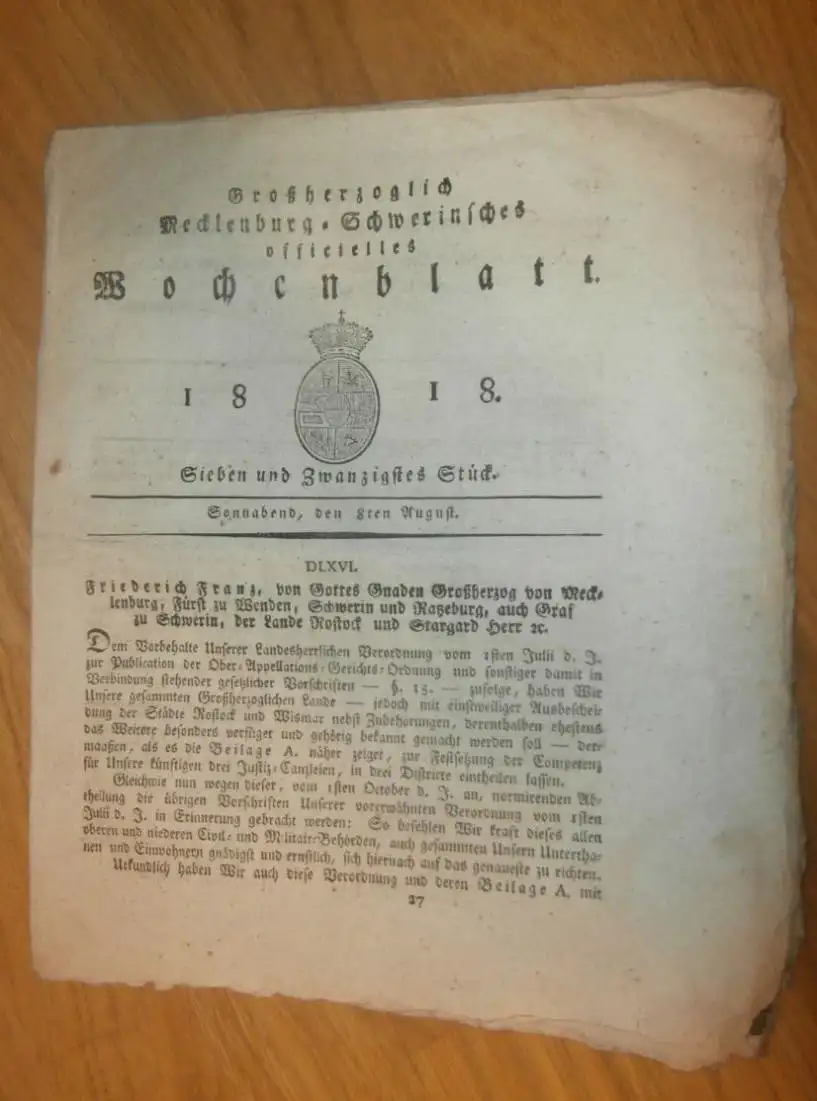 Großherzoglich
Mecklenburg-Schwerinsches
officielles
Wochenblatt.
1818.
Sieben und Zwanzigstes Stück.
Sonnabend, den 8ten August.
DLXVI.
Friederich Franz, von Gottes Gnaden Großherzog von Meck-
lenburg, Fürst zu Wenden, Schwerin und Ratzeburg, auch Graf
zu Schwerin, der Lande Rostock und Stargard Herr ꝛc.
Dem Vorbehalte Unserer Landesherrlichen Verordnung vom 1sten Julii d. J.
zur Publication der Ober-Appellations-Gerichts-Ordnung und sonstiger damit in
Verbindung stehender gesetzlicher Vorschriften — §. 13. — zufolge, haben Wir
Unsere gesammten Großherzoglichen Lande — jedoch mit einstweiliger Ausbeschei-
dung der Städte Rostock und Wismar nebst Zubehörungen, derenthalben ehestens
das Weitere besonders verfüget und gehörig bekannt gemacht werden soll — der-
maaßen, als es die Beilage A. näher zeiget, zur Festsetzung der Competenz
für Unsere künftigen drei Justiz-Canzleien, in drei Districte eintheilen lassen.
Gleichwie nun wegen dieser, vom 1sten October d. J. an, normirenden Ab-
theilung die übrigen Vorschriften Unserer vorerwähnten Verordnung vom 1sten
Julii d. J. in Erinnerung gebracht werden: So befehlen Wir kraft dieses allen
oberen und niederen Civil- und Militair-Behörden, auch gesammten Unsern Untertha-
nen und Einwohnern gnädigst und ernstlich, sich hiernach auf das genaueste zu richten.
Urkundlich haben Wir auch diese Verordnung und deren Beilage A. mit
27